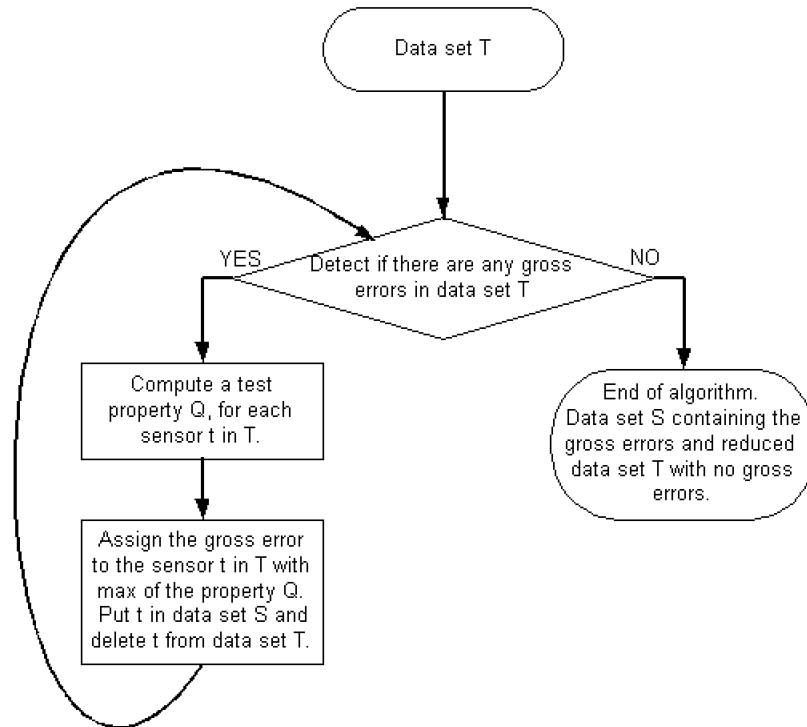 Data set T
YES
Detect if there are any gross
errors in data set T
NO
Compute a test
property Q, for each
sensor t in T.
End of algorithm.
Data set S containing the
gross errors and reduced
data set T with no gross
errors.
Assign the gross error
to the sensor t in T with
max of the property Q.
Put t in data set S and
delete t from data set T.